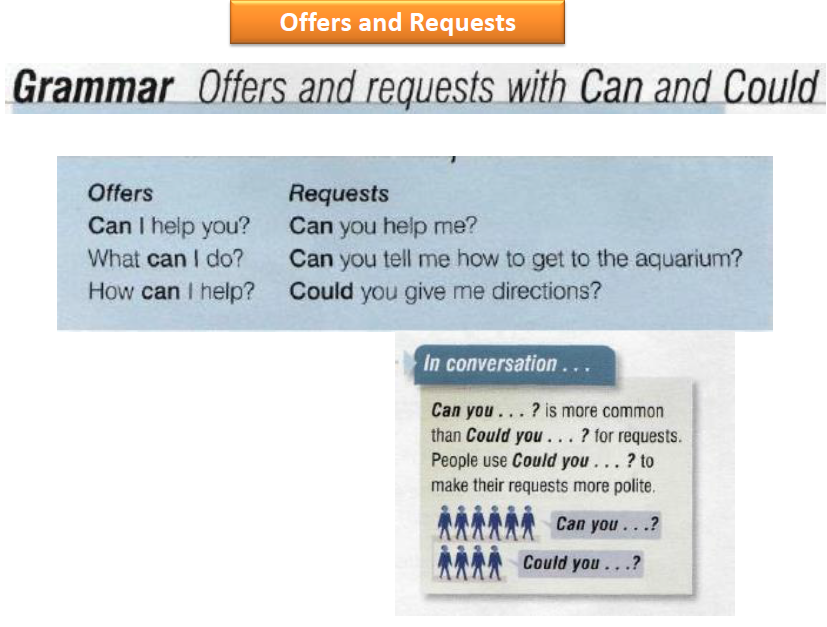 Offers and Requests
Grammar Offers and requests with Can and Could
Offers Requests
Can I help you? Can you help me?
What can I do? Can you tell me how to get to the aquarium?
How can I help? Could you give me directions?
In conversation . . .
Can you . . . ? is more common
than Could you . . . ? for requests.
People use Could you . . . ? to
make their requests more polite.
Can you . . .?
Could you . . .?